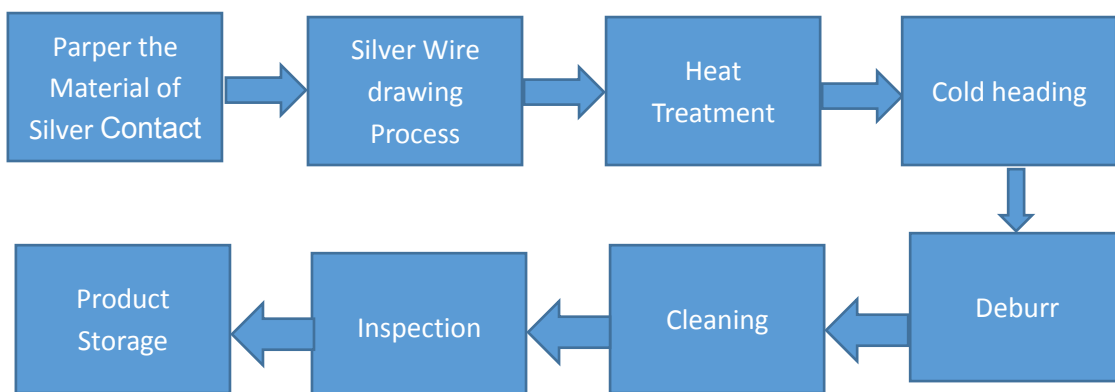 Parper the
Material of
Silver Contact
Silver Wire
drawing
Process
Heat
Treatment
Cold heading
Deburr
Cleaning
Inspection
Product
Storage